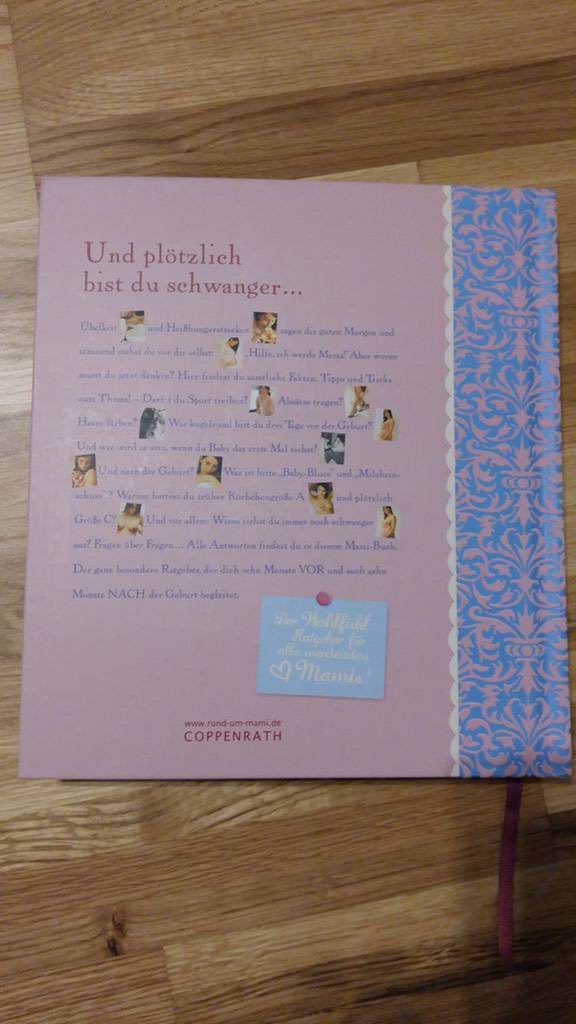 Und plötzlich
bist du schwanger...
Übelkeit und Heißhungerattacken sagen dir guten Morgen und
staunend stehst du vor dir selbst: „Hilfe, ich werde Mama!" Aber woran
musst du jetzt denken? Hier findest du sämtliche Fakten, Tipps und Tricks
zum Thema! – Darfst du Sport treiben? Absätze tragen?
Haare färben? Wie kugelrund bist du drei Tage vor der Geburt?
Und wie wird es sein, wenn du Baby das erste Mal siehst?
Und nach der Geburt? Was ist bitte „Baby-Blues" und „Milchein-
schuss"? Warum hattest du früher Körbchengröße A und plötzlich
Größe C? Und vor allem: Wieso siehst du immer noch schwanger
aus? Fragen über Fragen... Alle Antworten findest du in diesem Mami-Buch.
Der ganz besondere Ratgeber, der dich zehn Monate VOR und auch zehn
Monate NACH der Geburt begleitet.
Der Wohlfühl
Ratgeber für
alle werdenden
Mamis!
www.rund-um-mami.de
COPPENRATH